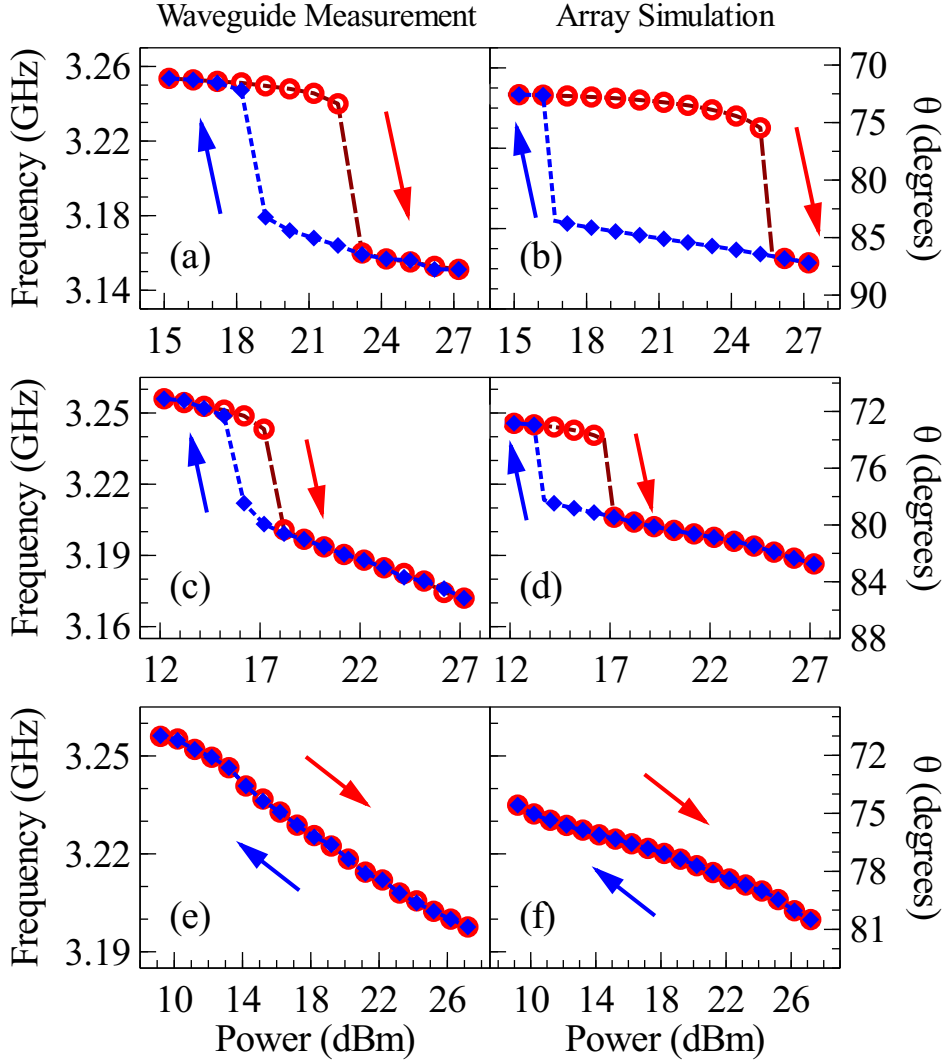 Waveguide Measurement
Array Simulation
Frequency (GHz)
3.26
3.22
3.18
3.14
(a)
15 18 21 24 27
(b)
15 18 21 24 27
70
75
80
85
90
θ (degrees)
Frequency (GHz)
3.25
3.22
3.19
3.16
(c)
12 17 22 27
(d)
12 17 22 27
72
76
80
84
88
θ (degrees)
Frequency (GHz)
3.25
3.22
3.19
(e)
10 14 18 22 26
Power (dBm)
(f)
10 14 18 22 26
Power (dBm)
71
75
77
79
81
θ (degrees)